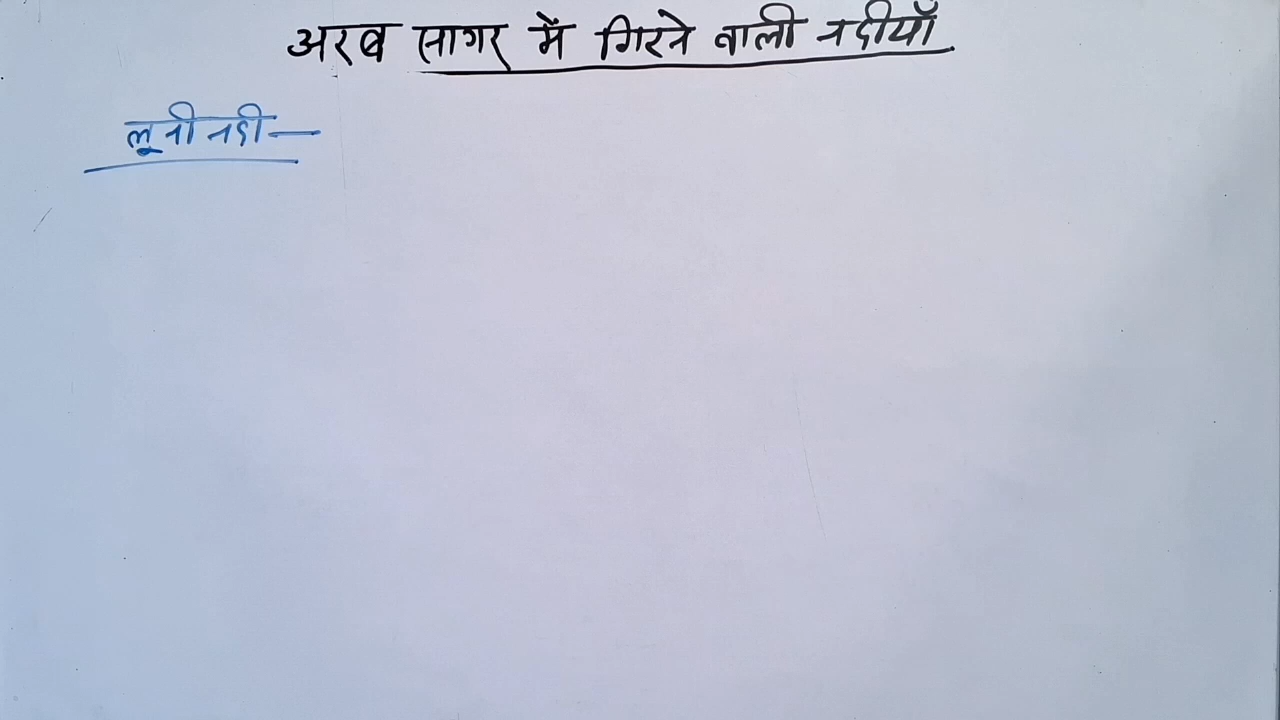 अरब सागर में गिरने वाली नदीयाँ
लूनी नदी —